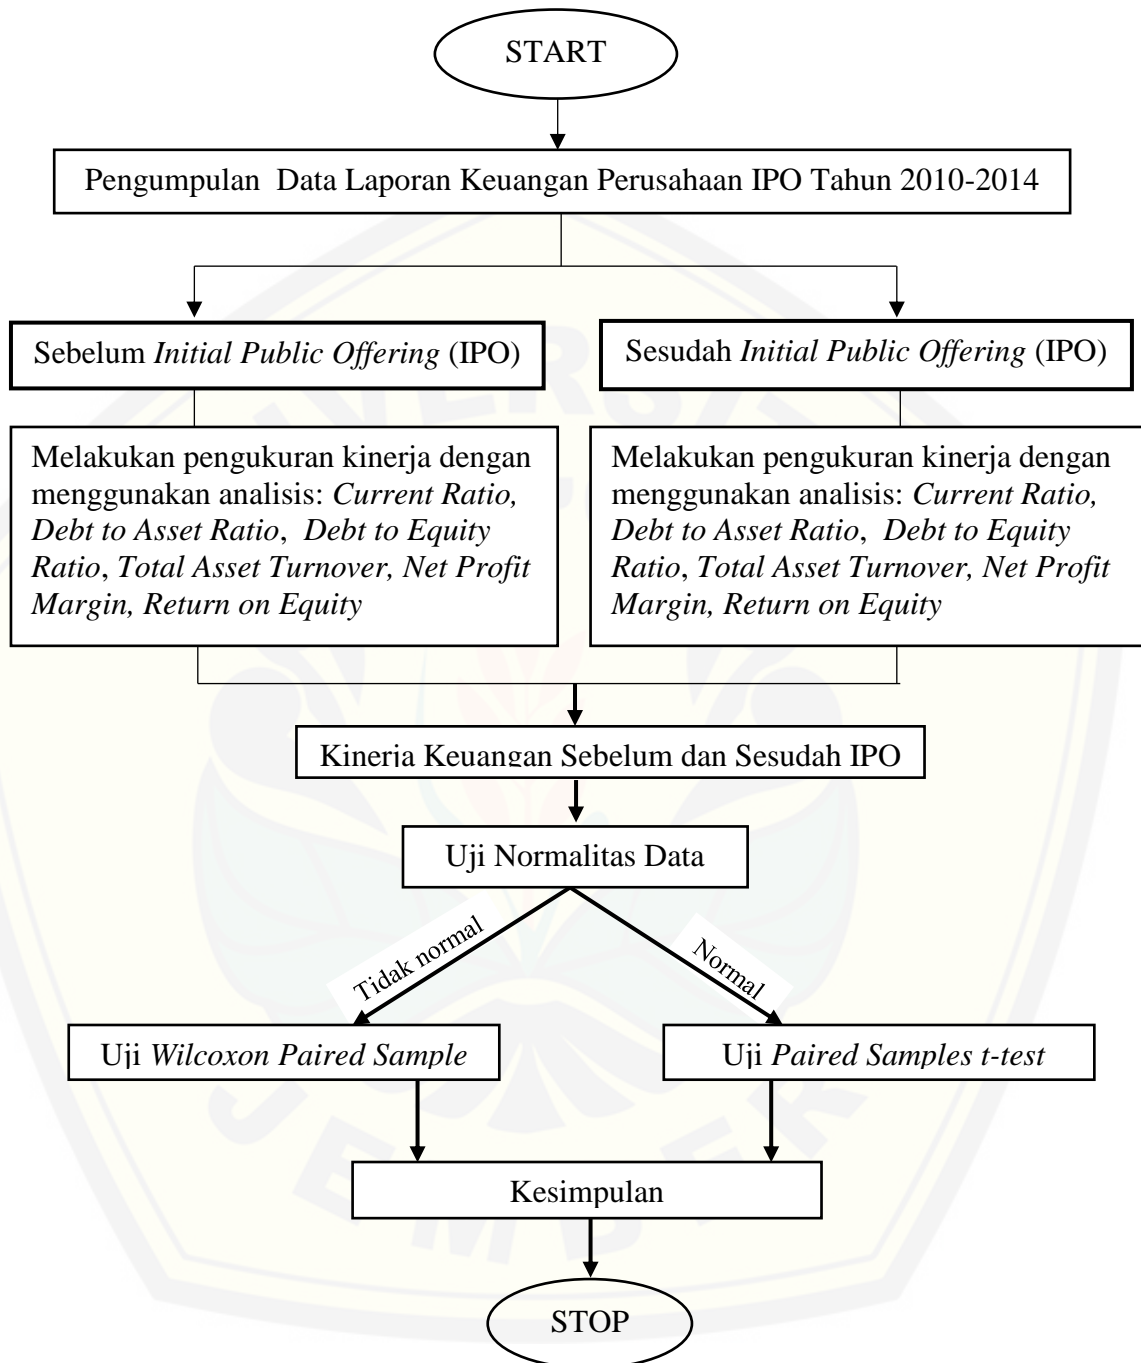 START
Pengumpulan Data Laporan Keuangan Perusahaan IPO Tahun 2010-2014
Sebelum Initial Public Offering (IPO)
Sesudah Initial Public Offering (IPO)
Melakukan pengukuran kinerja dengan
menggunakan analisis: Current Ratio,
Debt to Asset Ratio, Debt to Equity
Ratio, Total Asset Turnover, Net Profit
Margin, Return on Equity
Melakukan pengukuran kinerja dengan
menggunakan analisis: Current Ratio,
Debt to Asset Ratio, Debt to Equity
Ratio, Total Asset Turnover, Net Profit
Margin, Return on Equity
Kinerja Keuangan Sebelum dan Sesudah IPO
Uji Normalitas Data
Tidak normal
Normal
Uji Wilcoxon Paired Sample
Uji Paired Samples t-test
Kesimpulan
STOP
JEMBER